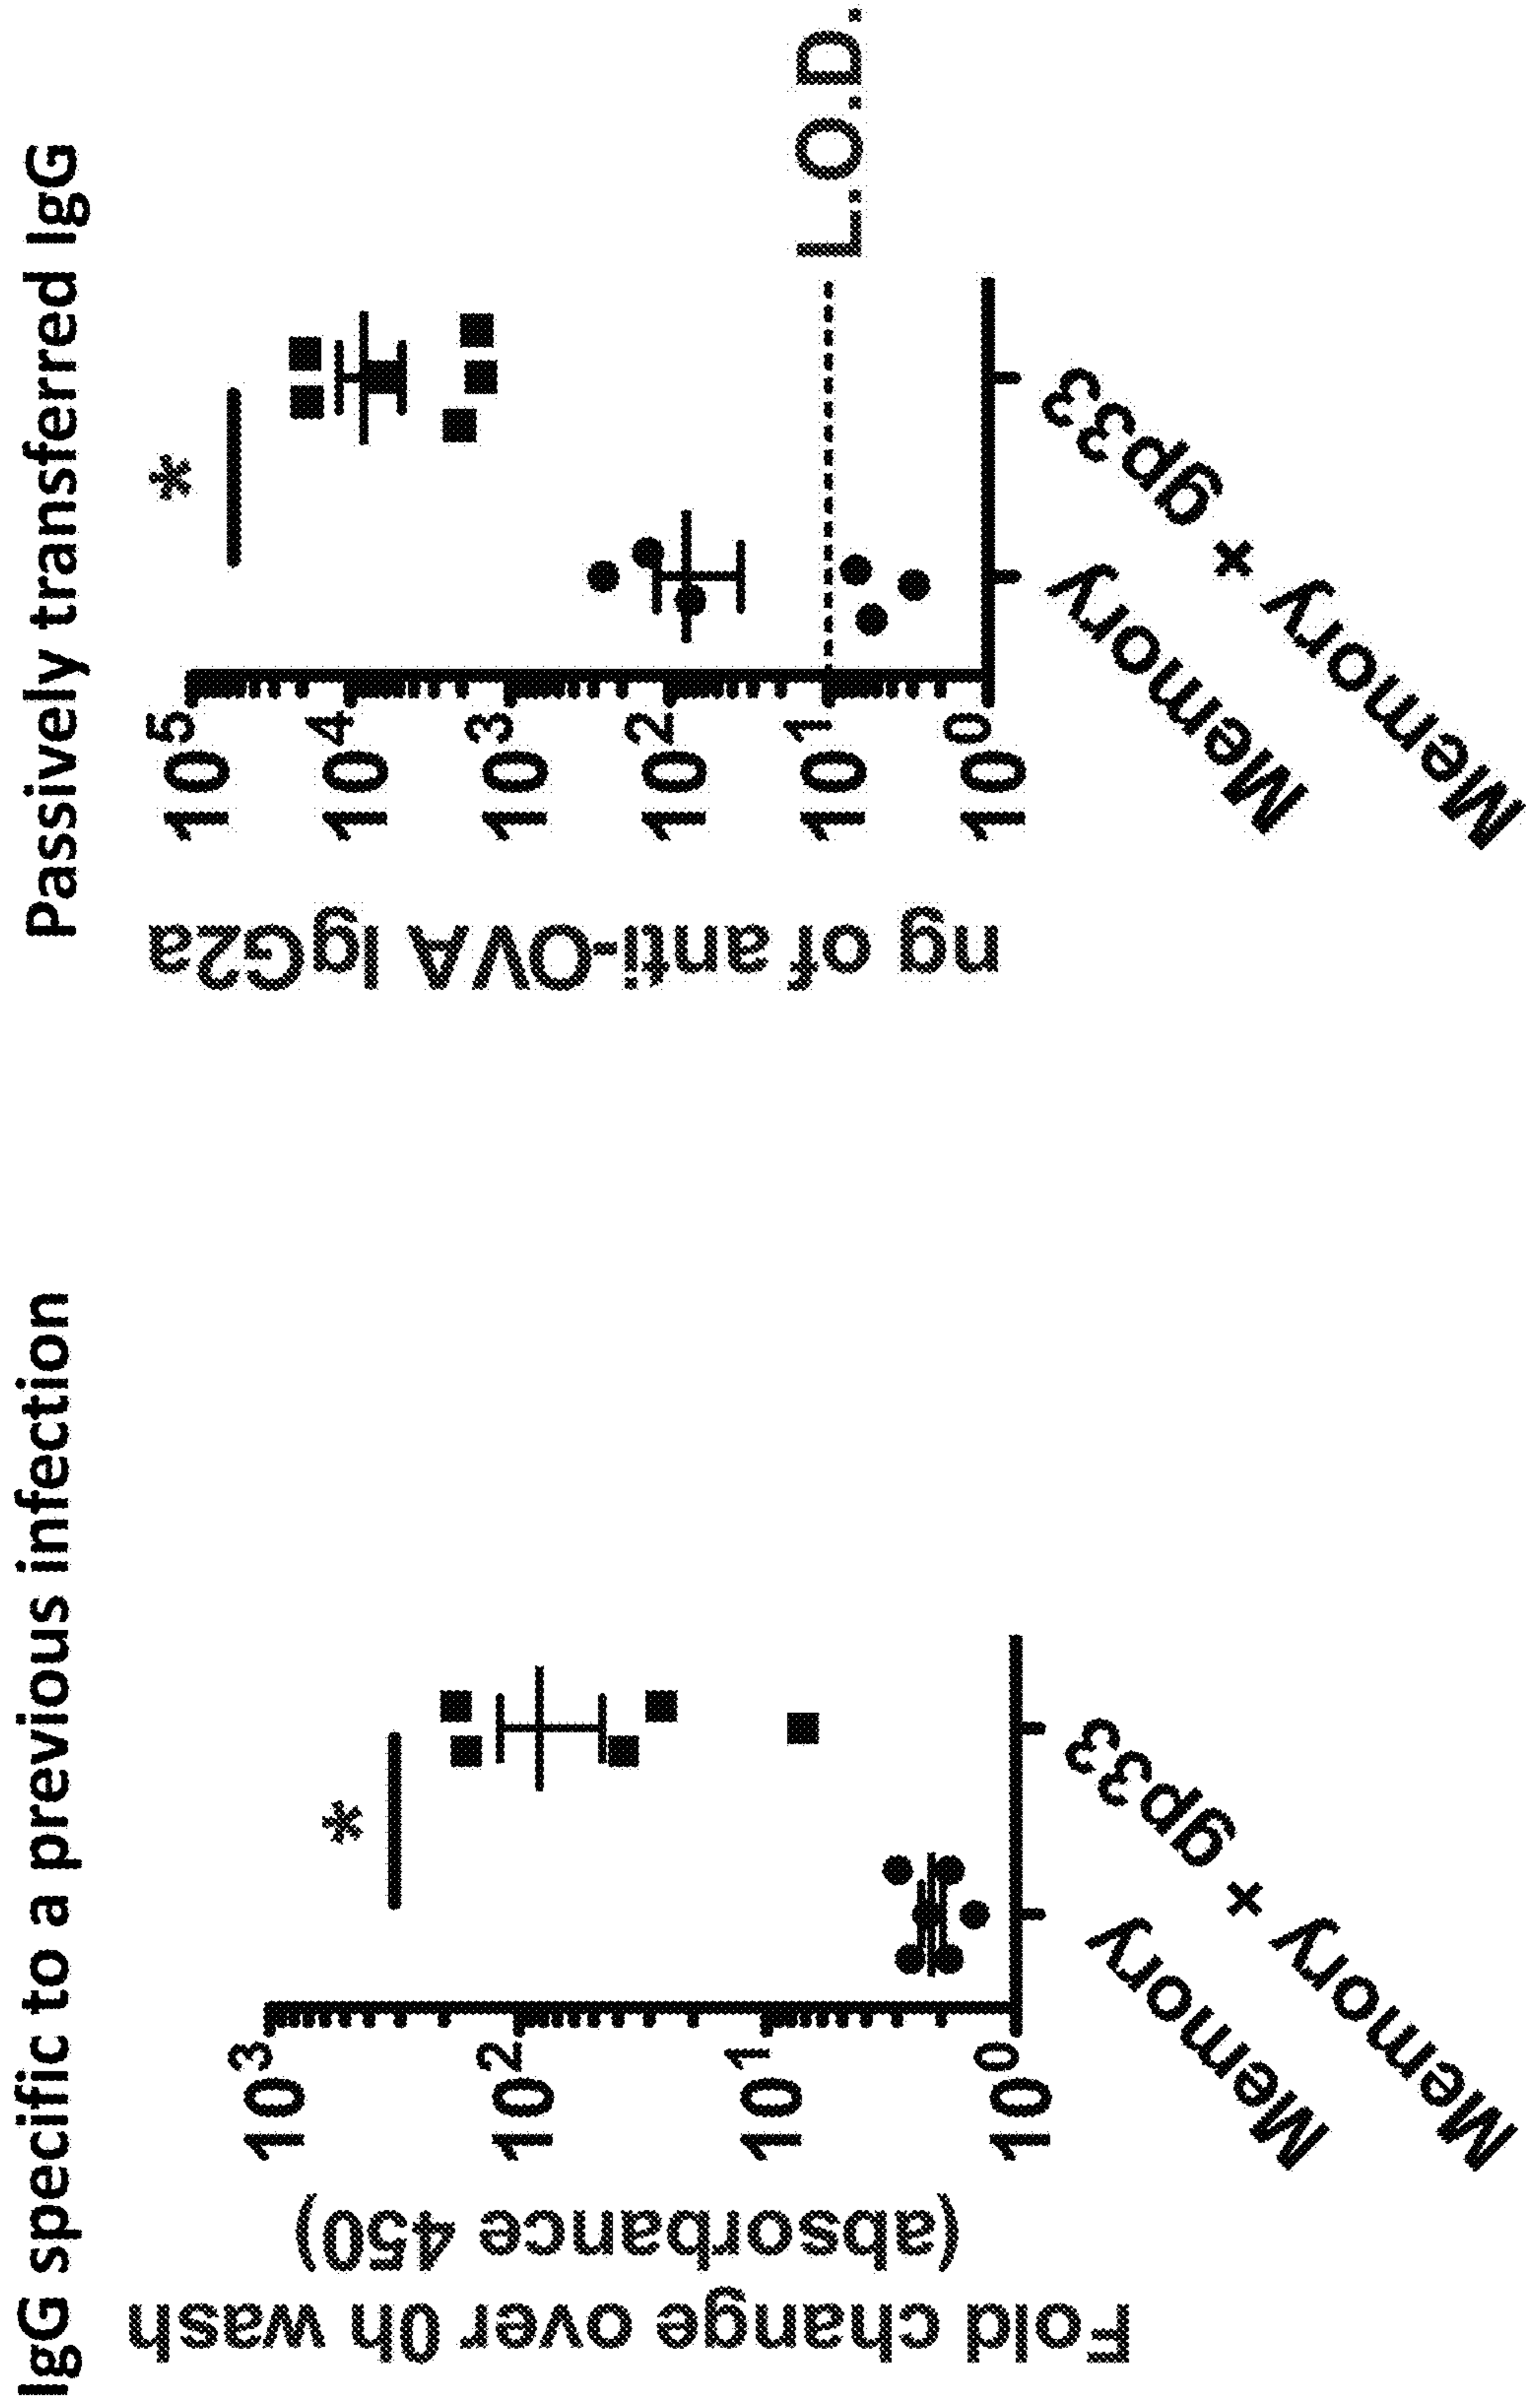 IgG specific to a previous infection
*
Fold change over 0h wash
(absorbance 450)
10³
10²
10¹
10⁰
Memory
Memory + gp33
Passively transferred IgG
*
ng of anti-OVA IgG2a
10⁵
10⁴
10³
10²
10¹
10⁰
L.O.D.
Memory
Memory + gp33